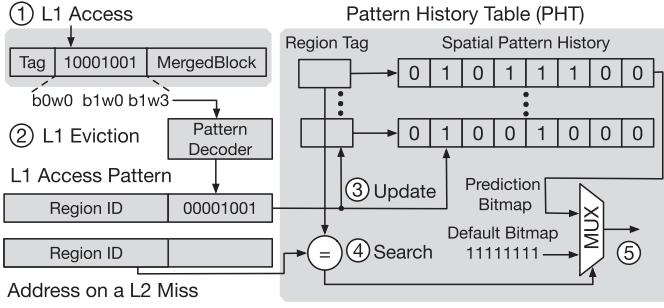 ① L1 Access
Tag 10001001 MergedBlock
b0w0 b1w0 b1w3
② L1 Eviction
Pattern
Decoder
L1 Access Pattern
Region ID 00001001
Region ID
Address on a L2 Miss
Pattern History Table (PHT)
Region Tag Spatial Pattern History
0 1 0 1 1 1 0 0
0 1 0 0 1 0 0 0
③ Update
= ④ Search
Prediction
Bitmap
Default Bitmap
11111111
MUX
⑤